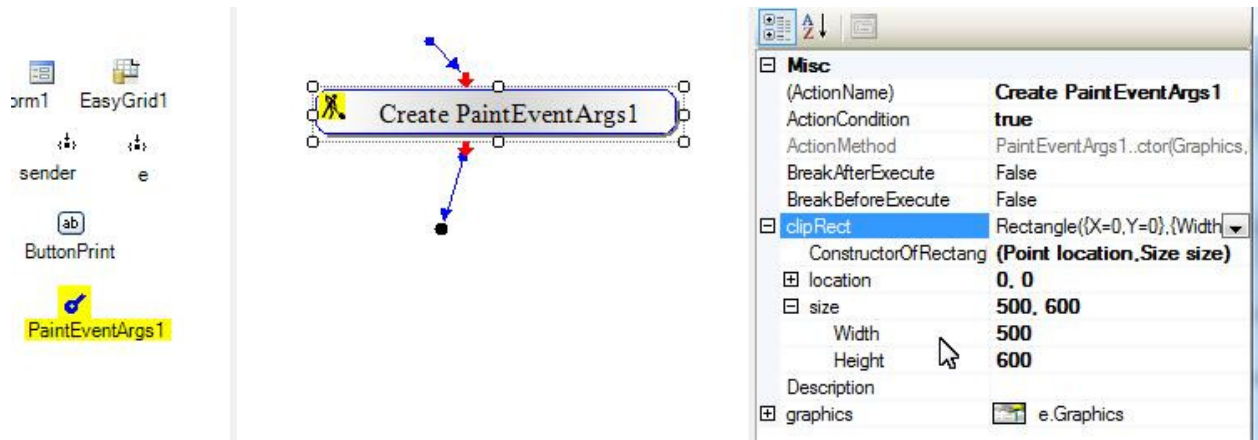 orm1 EasyGrid1
sender e
ab
ButtonPrint
PaintEventArgs1
Create PaintEventArgs1
A
Z
Misc
(ActionName) Create PaintEventArgs1
ActionCondition true
ActionMethod PaintEventArgs1..ctor(Graphics,
BreakAfterExecute False
BreakBeforeExecute False
clipRect Rectangle({X=0,Y=0},{Width
ConstructorOfRectang (Point location,Size size)
location 0, 0
size 500, 600
Width 500
Height 600
Description
graphics e.Graphics